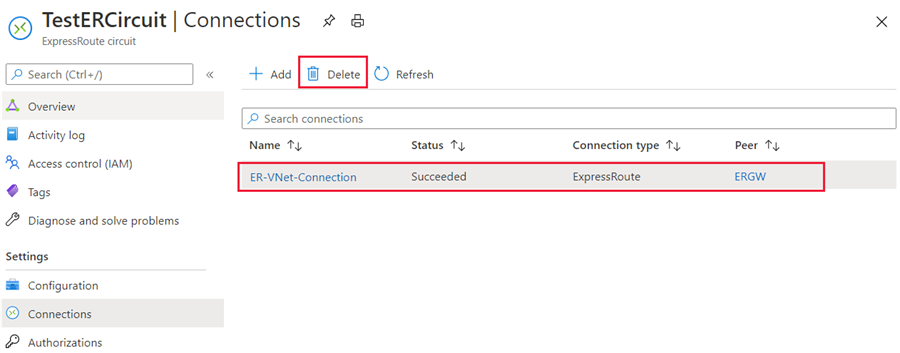 TestERCircuit | Connections
ExpressRoute circuit
Search (Ctrl+/)
«
Add
Delete
Refresh
Overview
Activity log
Access control (IAM)
Tags
Diagnose and solve problems
Settings
Configuration
Connections
Authorizations
Search connections
Name Status Connection type Peer
ER-VNet-Connection Succeeded ExpressRoute ERGW